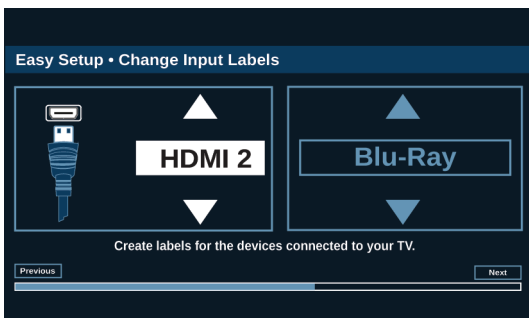 Easy Setup • Change Input Labels
HDMI 2
Blu-Ray
Create labels for the devices connected to your TV.
Previous
Next